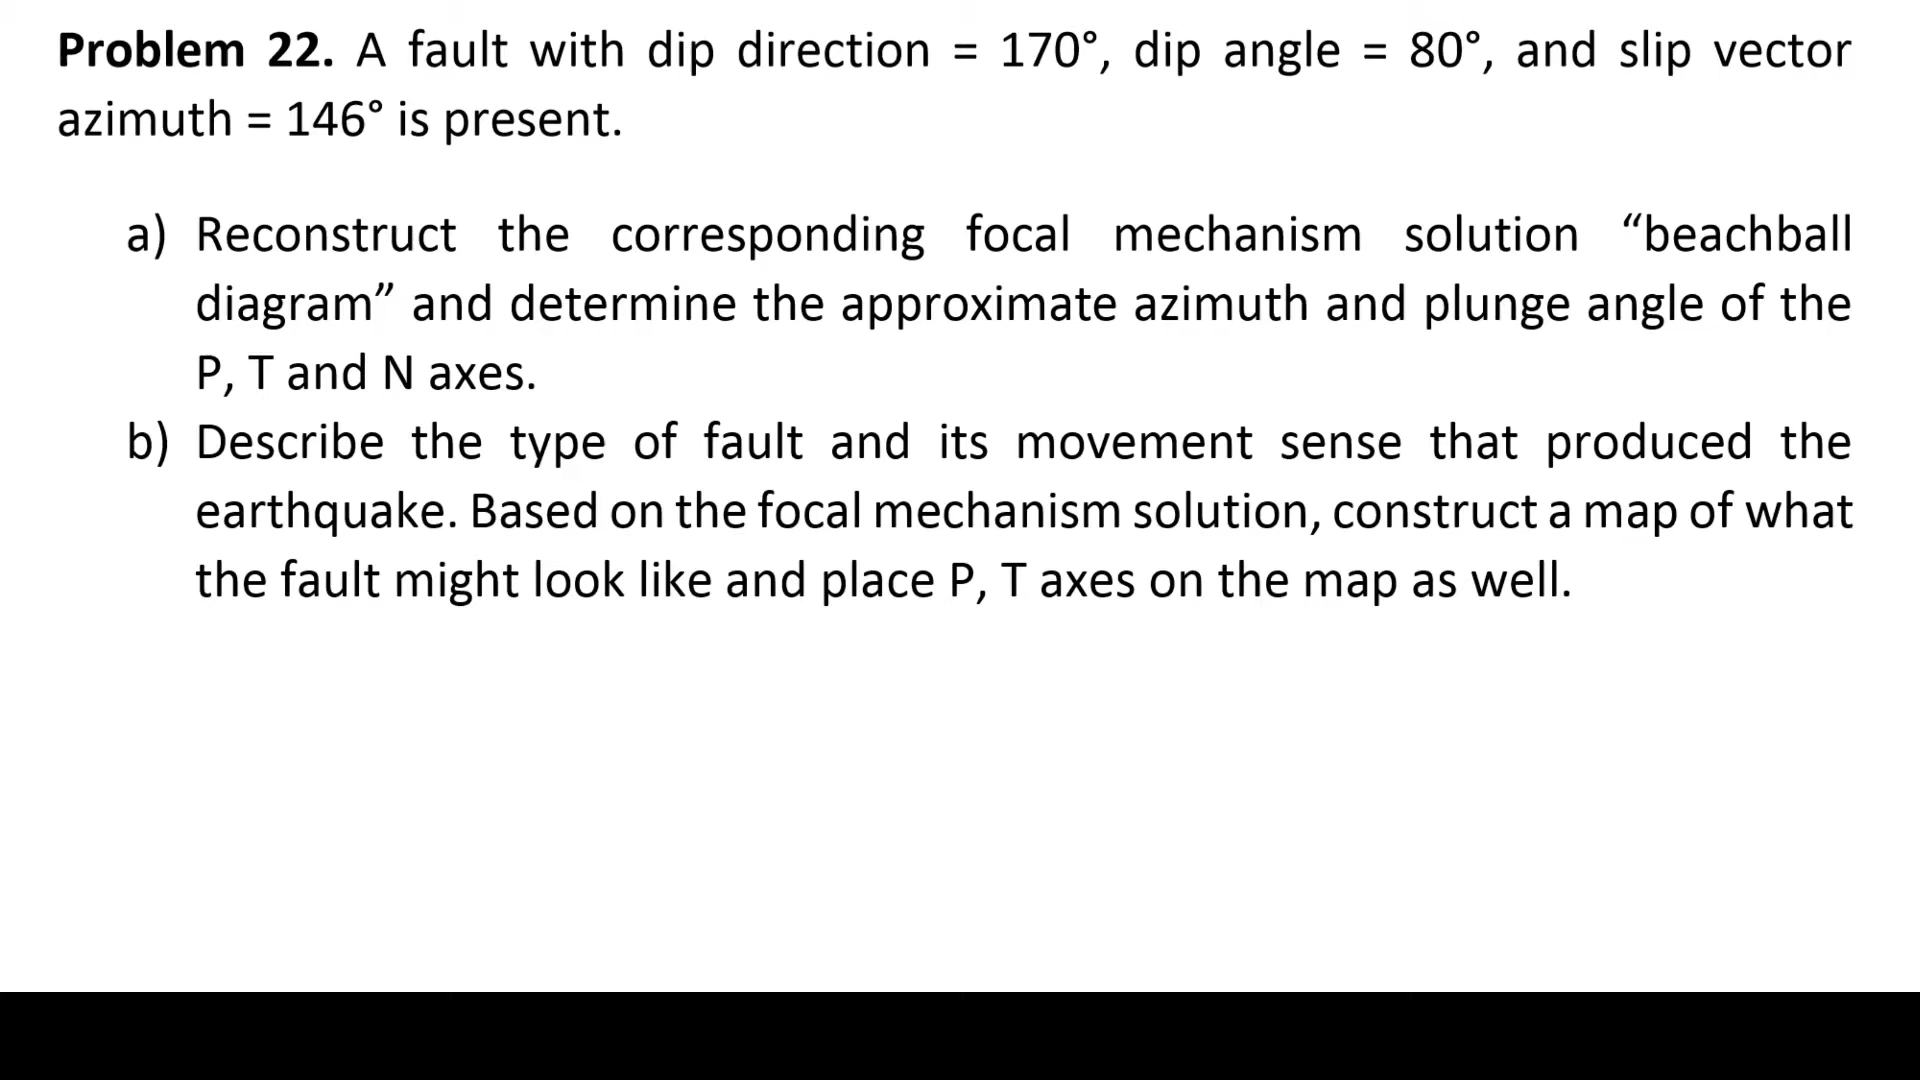 Problem 22. A fault with dip direction = 170°, dip angle = 80°, and slip vector
azimuth = 146° is present.
a) Reconstruct the corresponding focal mechanism solution “beachball
diagram” and determine the approximate azimuth and plunge angle of the
P, T and N axes.
b) Describe the type of fault and its movement sense that produced the
earthquake. Based on the focal mechanism solution, construct a map of what
the fault might look like and place P, T axes on the map as well.